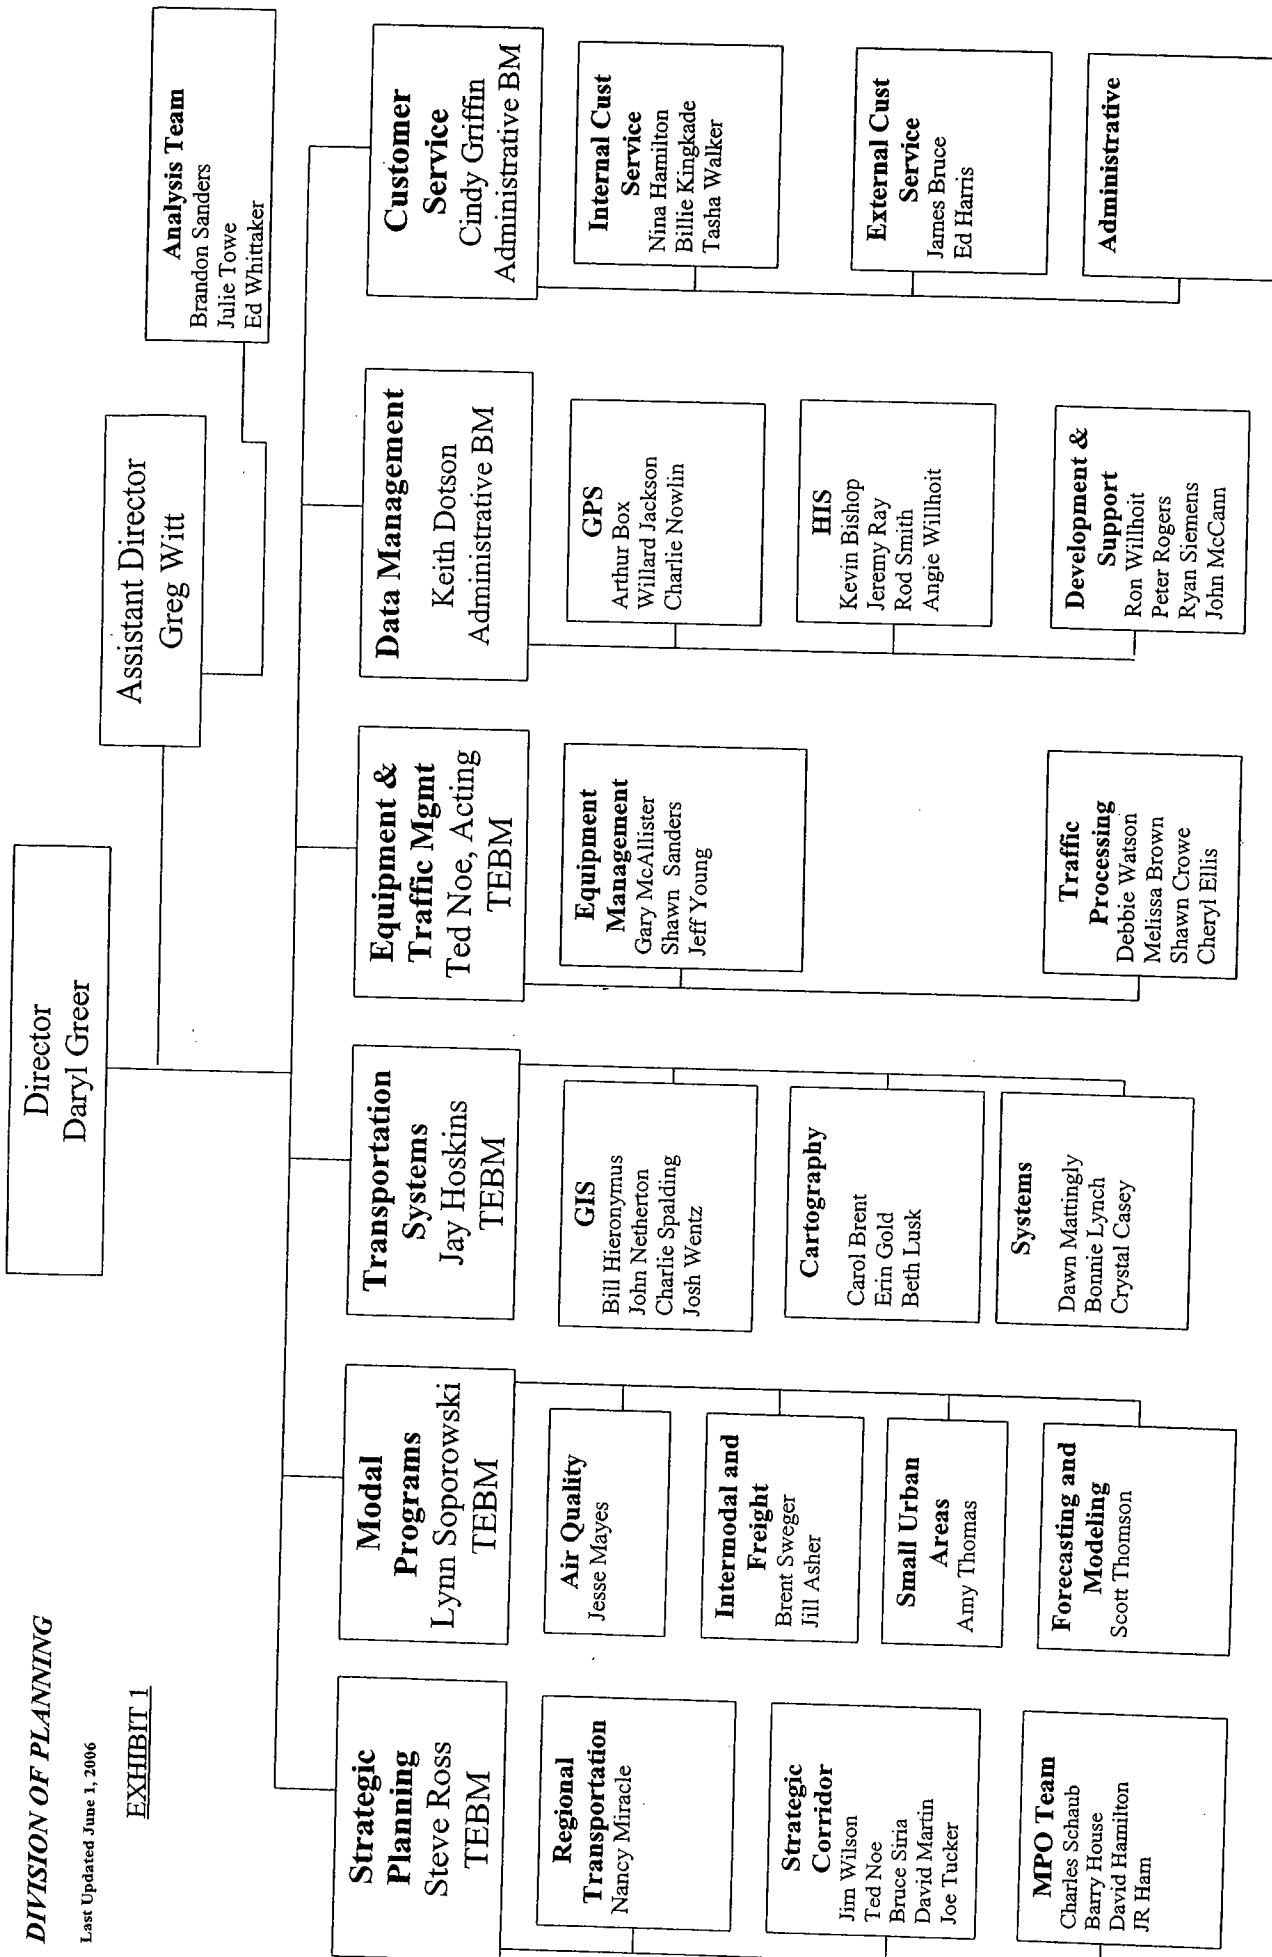 DIVISION OF PLANNING
Last Updated June 1, 2006
EXHIBIT 1
Director
Daryl Greer
Assistant Director
Greg Witt
Analysis Team
Brandon Sanders
Julie Towe
Ed Whittaker
Strategic
Planning
Steve Ross
TEBM
Regional
Transportation
Nancy Miracle
Strategic
Corridor
Jim Wilson
Ted Noe
Bruce Siria
David Martin
Joe Tucker
MPO Team
Charles Schaub
Barry House
David Hamilton
JR Ham
Modal
Programs
Lynn Soporowski
TEBM
Air Quality
Jesse Mayes
Intermodal and
Freight
Brent Sweger
Jill Asher
Small Urban
Areas
Amy Thomas
Forecasting and
Modeling
Scott Thomson
Transportation
Systems
Jay Hoskins
TEBM
GIS
Bill Hieronymus
John Netherton
Charlie Spalding
Josh Wentz
Cartography
Carol Brent
Erin Gold
Beth Lusk
Systems
Dawn Mattingly
Bonnie Lynch
Crystal Casey
Equipment &
Traffic Mgmt
Ted Noe, Acting
TEBM
Equipment
Management
Gary McAllister
Shawn Sanders
Jeff Young
Traffic
Processing
Debbie Watson
Melissa Brown
Shawn Crowe
Cheryl Ellis
Data Management
Keith Dotson
Administrative BM
GPS
Arthur Box
Willard Jackson
Charlie Nowlin
HIS
Kevin Bishop
Jeremy Ray
Rod Smith
Angie Willhoit
Development &
Support
Ron Willhoit
Peter Rogers
Ryan Siemens
John McCann
Customer
Service
Cindy Griffin
Administrative BM
Internal Cust
Service
Nina Hamilton
Billie Kingkade
Tasha Walker
External Cust
Service
James Bruce
Ed Harris
Administrative